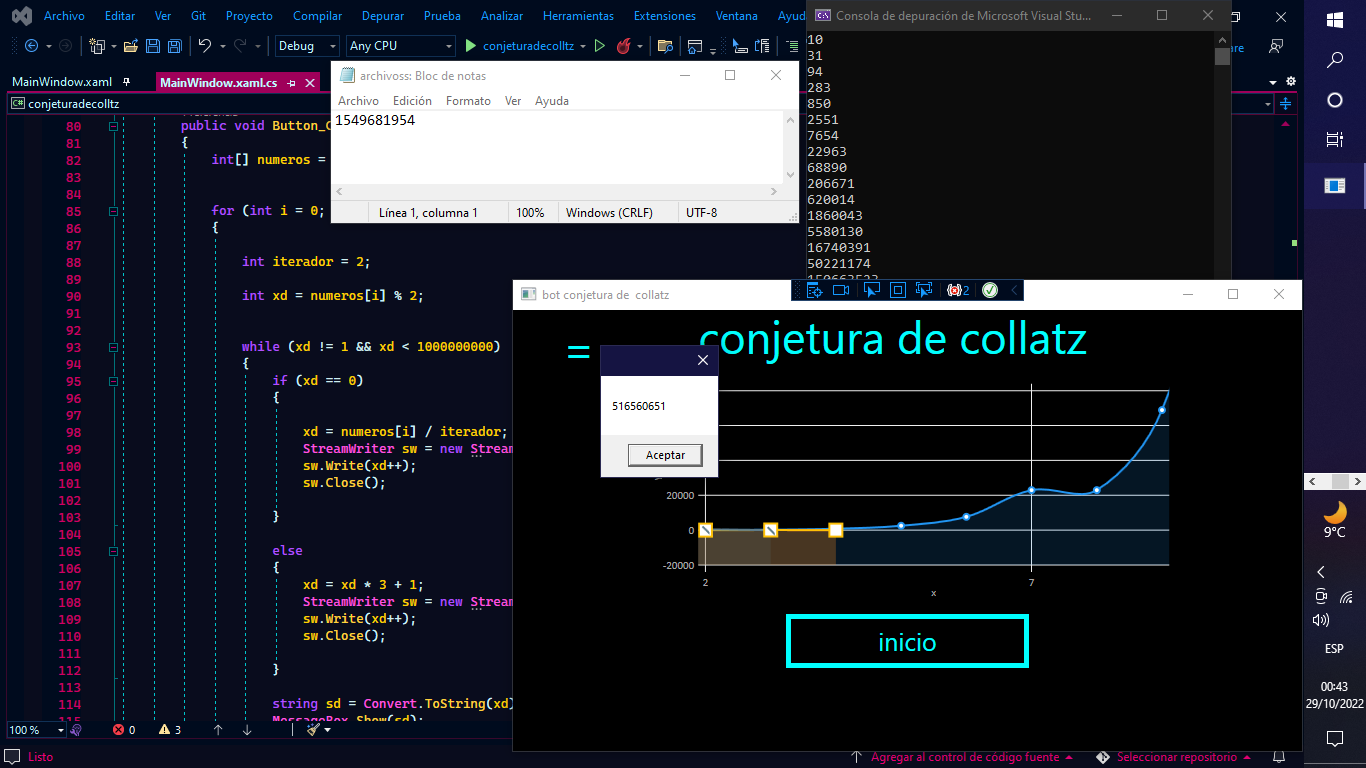 Archivo Editar Ver Git Proyecto Compilar Depurar Prueba Analizar Herramientas Extensiones Ventana Ayud
Debug Any CPU conjeturadecolltz
MainWindow.xaml MainWindow.xaml.cs
C# conjeturadecolltz
80 public void Button_C
81 {
82 int[] numeros =
83
84
85 for (int i = 0;
86 {
87
88 int iterador = 2;
89
90 int xd = numeros[i] % 2;
91
92
93 while (xd != 1 && xd < 1000000000)
94 {
95 if (xd == 0)
96 {
97
98 xd = numeros[i] / iterador;
99 StreamWriter sw = new Stream
100 sw.Write(xd++);
101 sw.Close();
102
103 }
104
105 else
106 {
107 xd = xd * 3 + 1;
108 StreamWriter sw = new Stream
109 sw.Write(xd++);
110 sw.Close();
111
112 }
113
114 string sd = Convert.ToString(xd)
115 MessageBox.Show(sd);
100 % 0 3
Listo
Agregar al control de código fuente Seleccionar repositorio
archivoss: Bloc de notas
Archivo Edición Formato Ver Ayuda
1549681954
Línea 1, columna 1 100% Windows (CRLF) UTF-8
Consola de depuración de Microsoft Visual Stu...
10
31
94
283
850
2551
7654
22963
68890
206671
620014
1860043
5580130
16740391
50221174
150663523
bot conjetura de collatz
2
= conjetura de collatz
516560651
Aceptar
20000
0
-20000
2 7
x
inicio
9°C
ESP
00:43
29/10/2022